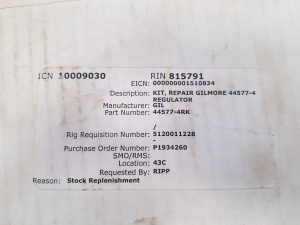 ICN 10009030 RIN 815791
EICN: 000000001510834
Description: KIT, REPAIR GILMORE 44577-4
REGULATOR
Manufacturer: GIL
Part Number: 44577-4RK
/
Rig Requisition Number: S120011228
Purchase Order Number: P1934260
SMO/RMS:
Location: 43C
Requested By: RIPP
Reason: Stock Replenishment